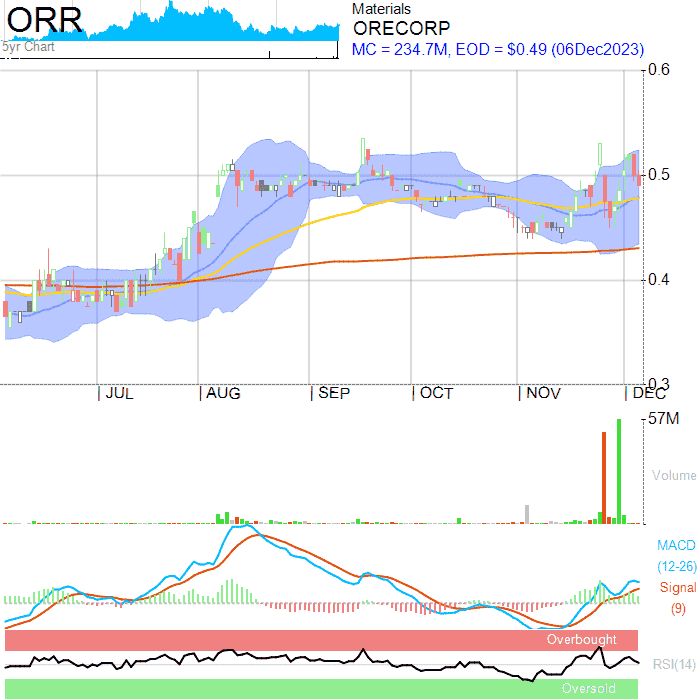 ORR
5yr Chart
Materials
ORECORP
MC = 234.7M, EOD = $0.49 (06Dec2023)
0.6
0.5
0.4
0.3
JUL AUG SEP OCT NOV DEC
57M
Volume
MACD
(12-26)
Signal
(9)
Overbought
RSI(14)
Oversold